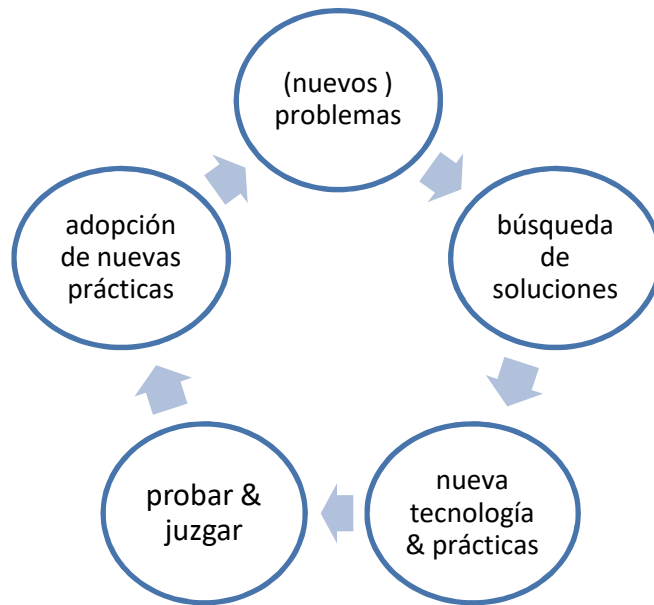 (nuevos )
problemas
búsqueda
de
soluciones
nueva
tecnología
& prácticas
probar &
juzgar
adopción
de nuevas
prácticas